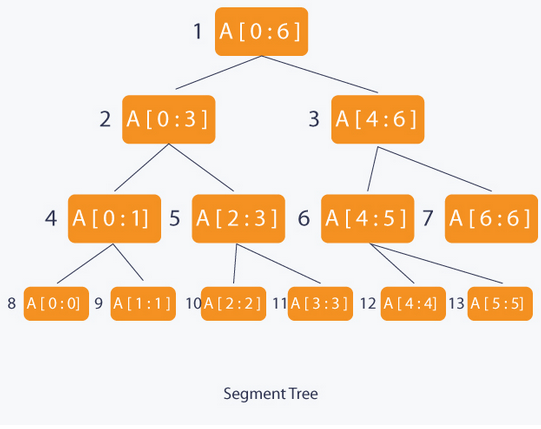 1 A[0:6]
2 A[0:3] 3 A[4:6]
4 A[0:1] 5 A[2:3] 6 A[4:5] 7 A[6:6]
8 A[0:0] 9 A[1:1] 10 A[2:2] 11 A[3:3] 12 A[4:4] 13 A[5:5]
Segment Tree